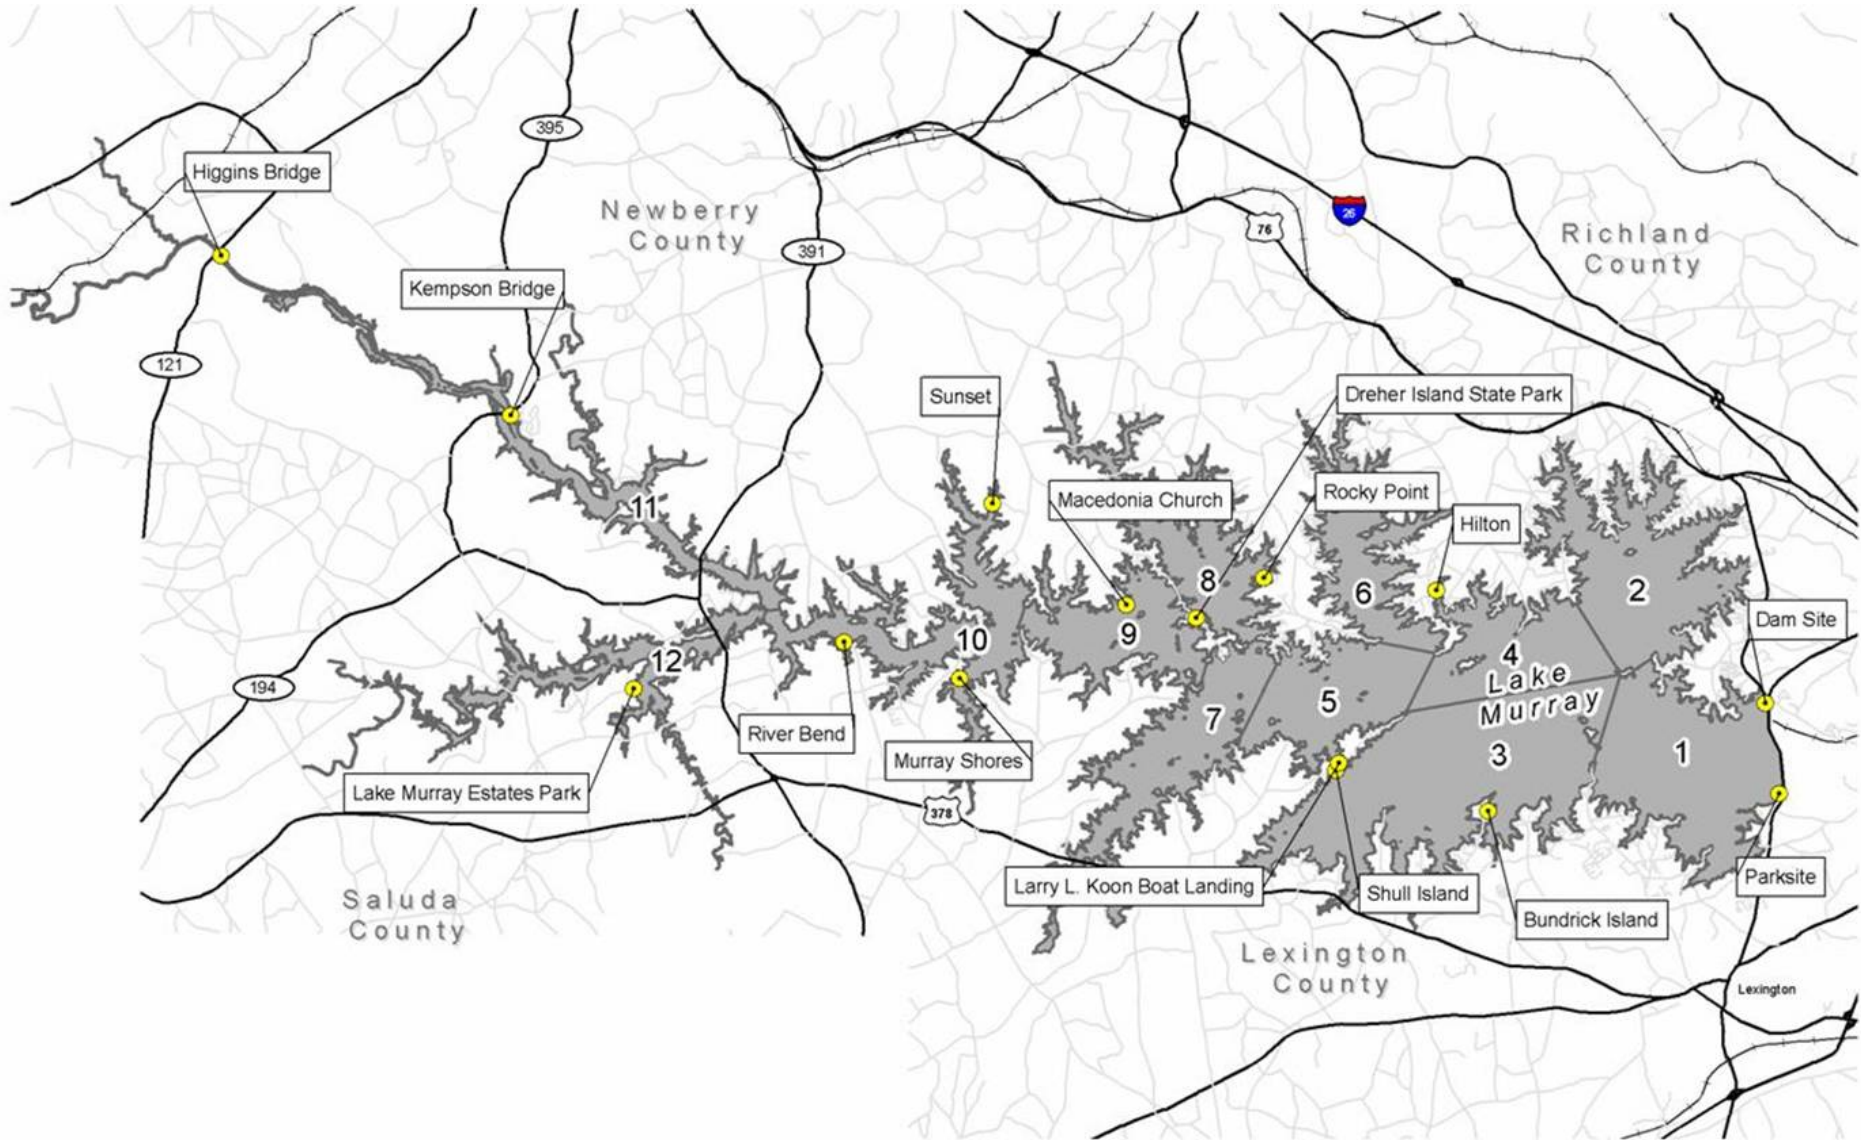 Higgins Bridge
395
Newberry
County
26
76
Richland
County
391
Kempson Bridge
121
Sunset
Dreher Island State Park
Macedonia Church
Rocky Point
Hilton
11
8
6
2
Dam Site
10
9
4
12
Lake
Murray
194
5
7
River Bend
3
1
Murray Shores
Lake Murray Estates Park
378
Larry L. Koon Boat Landing
Shull Island
Parksite
Bundrick Island
Saluda
County
Lexington
County
Lexington